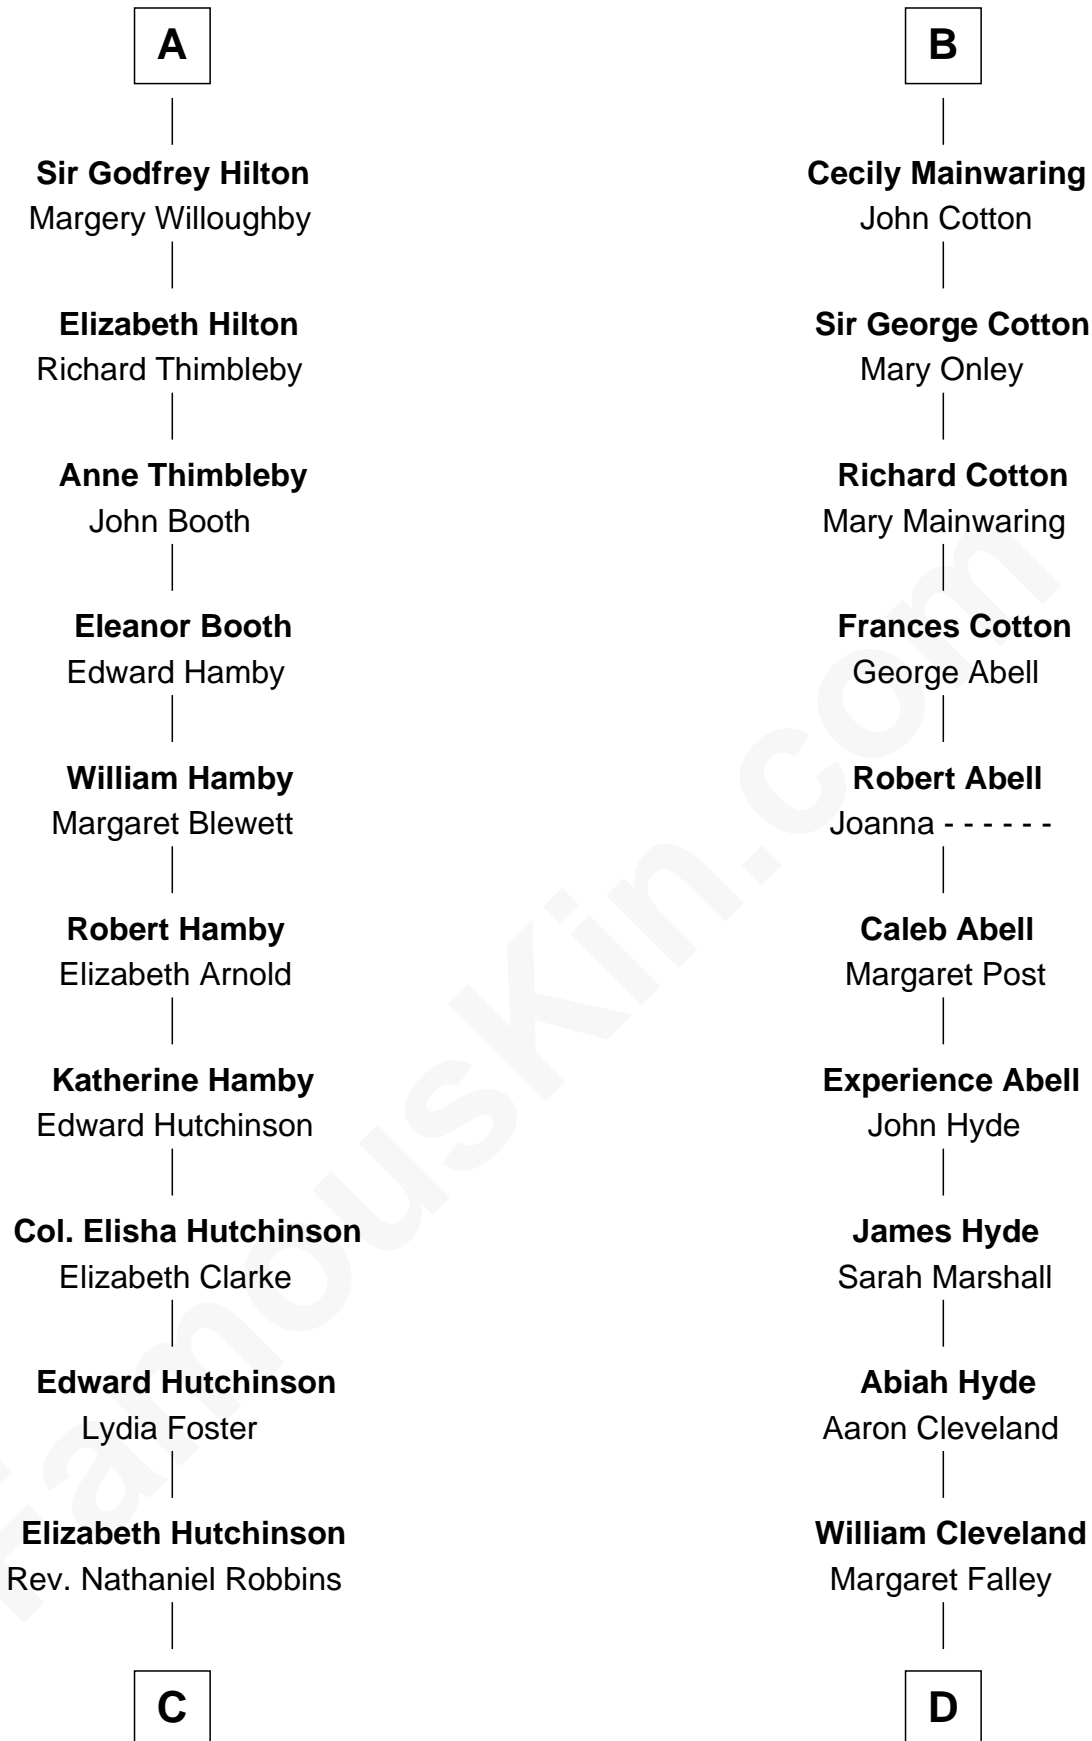 A
Sir Godfrey Hilton
Margery Willoughby
Elizabeth Hilton
Richard Thimbleby
Anne Thimbleby
John Booth
Eleanor Booth
Edward Hamby
William Hamby
Margaret Blewett
Robert Hamby
Elizabeth Arnold
Katherine Hamby
Edward Hutchinson
Col. Elisha Hutchinson
Elizabeth Clarke
Edward Hutchinson
Lydia Foster
Elizabeth Hutchinson
Rev. Nathaniel Robbins
C
B
Cecily Mainwaring
John Cotton
Sir George Cotton
Mary Onley
Richard Cotton
Mary Mainwaring
Frances Cotton
George Abell
Robert Abell
Joanna - - - - - -
Caleb Abell
Margaret Post
Experience Abell
John Hyde
James Hyde
Sarah Marshall
Abiah Hyde
Aaron Cleveland
William Cleveland
Margaret Falley
D
FamousKin.com